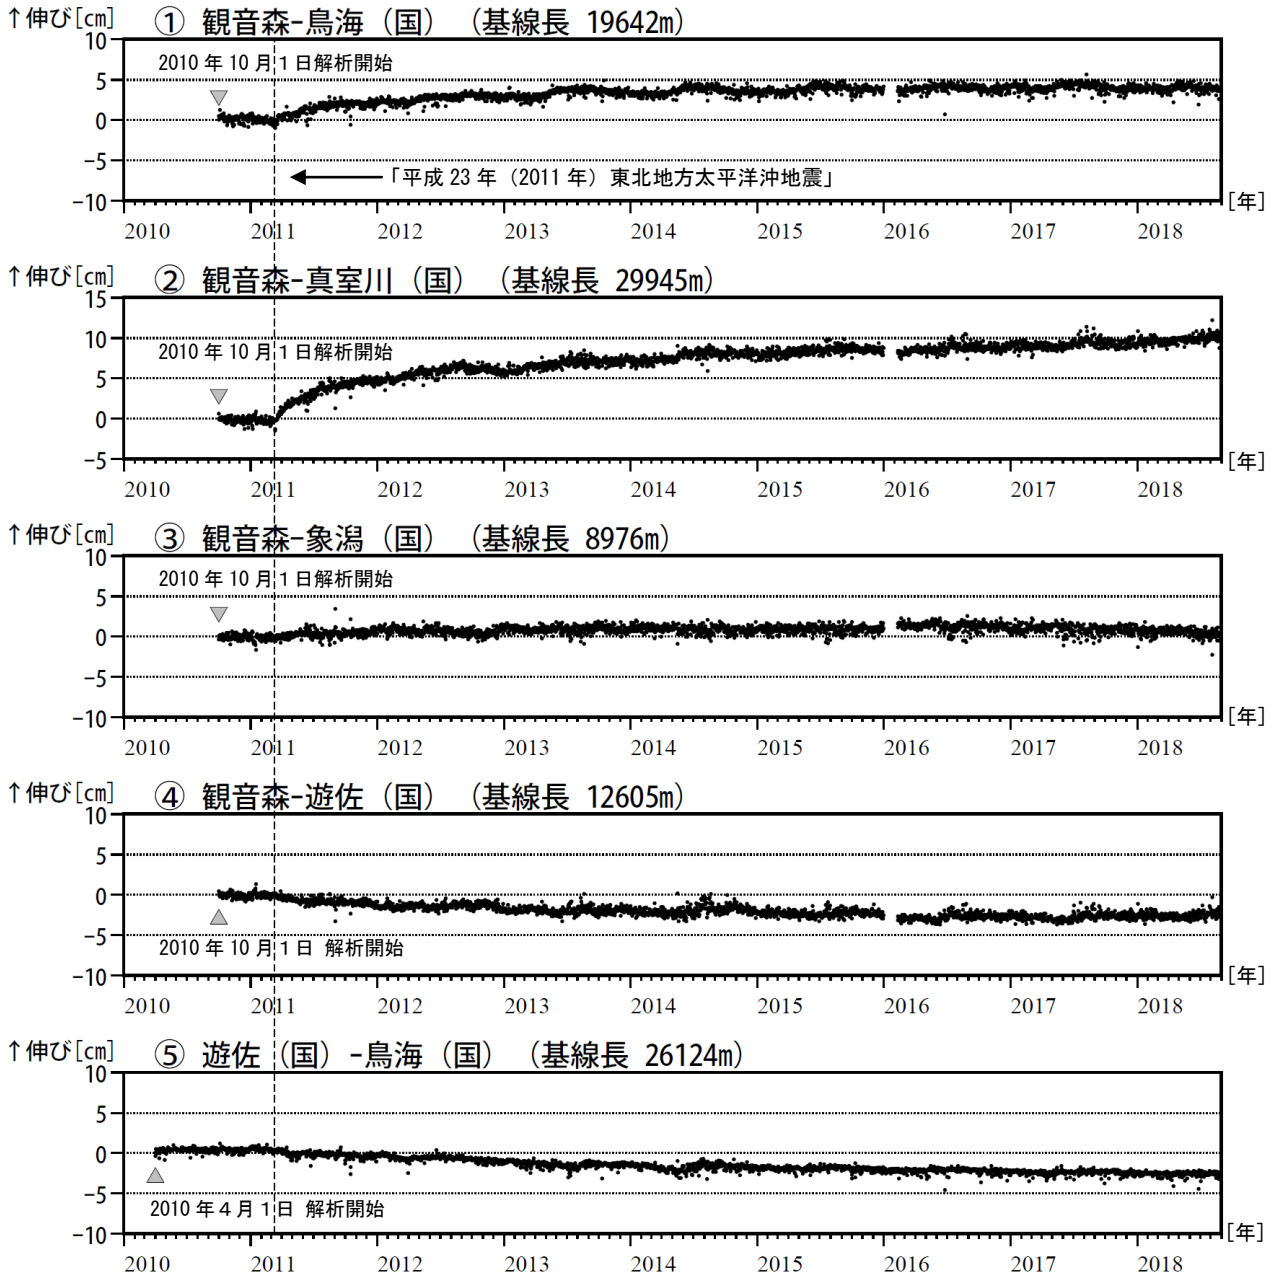 ↑伸び[㎝] ① 観音森−鳥海（国）（基線長 19642m）
10
2010 年 10 月 1 日解析開始
5
0
−5
「平成 23 年（2011 年）東北地方太平洋沖地震」
−10
[年]
2010 2011 2012 2013 2014 2015 2016 2017 2018
↑伸び[㎝] ② 観音森−真室川（国）（基線長 29945m）
15
10
2010 年 10 月 1 日解析開始
5
0
−5
[年]
2010 2011 2012 2013 2014 2015 2016 2017 2018
↑伸び[㎝] ③ 観音森−象潟（国）（基線長 8976m）
10
2010 年 10 月 1 日解析開始
5
0
−5
−10
[年]
2010 2011 2012 2013 2014 2015 2016 2017 2018
↑伸び[㎝] ④ 観音森−遊佐（国）（基線長 12605m）
10
5
0
−5
2010 年 10 月 1 日 解析開始
−10
[年]
2010 2011 2012 2013 2014 2015 2016 2017 2018
↑伸び[㎝] ⑤ 遊佐（国）−鳥海（国）（基線長 26124m）
10
5
0
−5
2010 年 4 月 1 日 解析開始
−10
[年]
2010 2011 2012 2013 2014 2015 2016 2017 2018